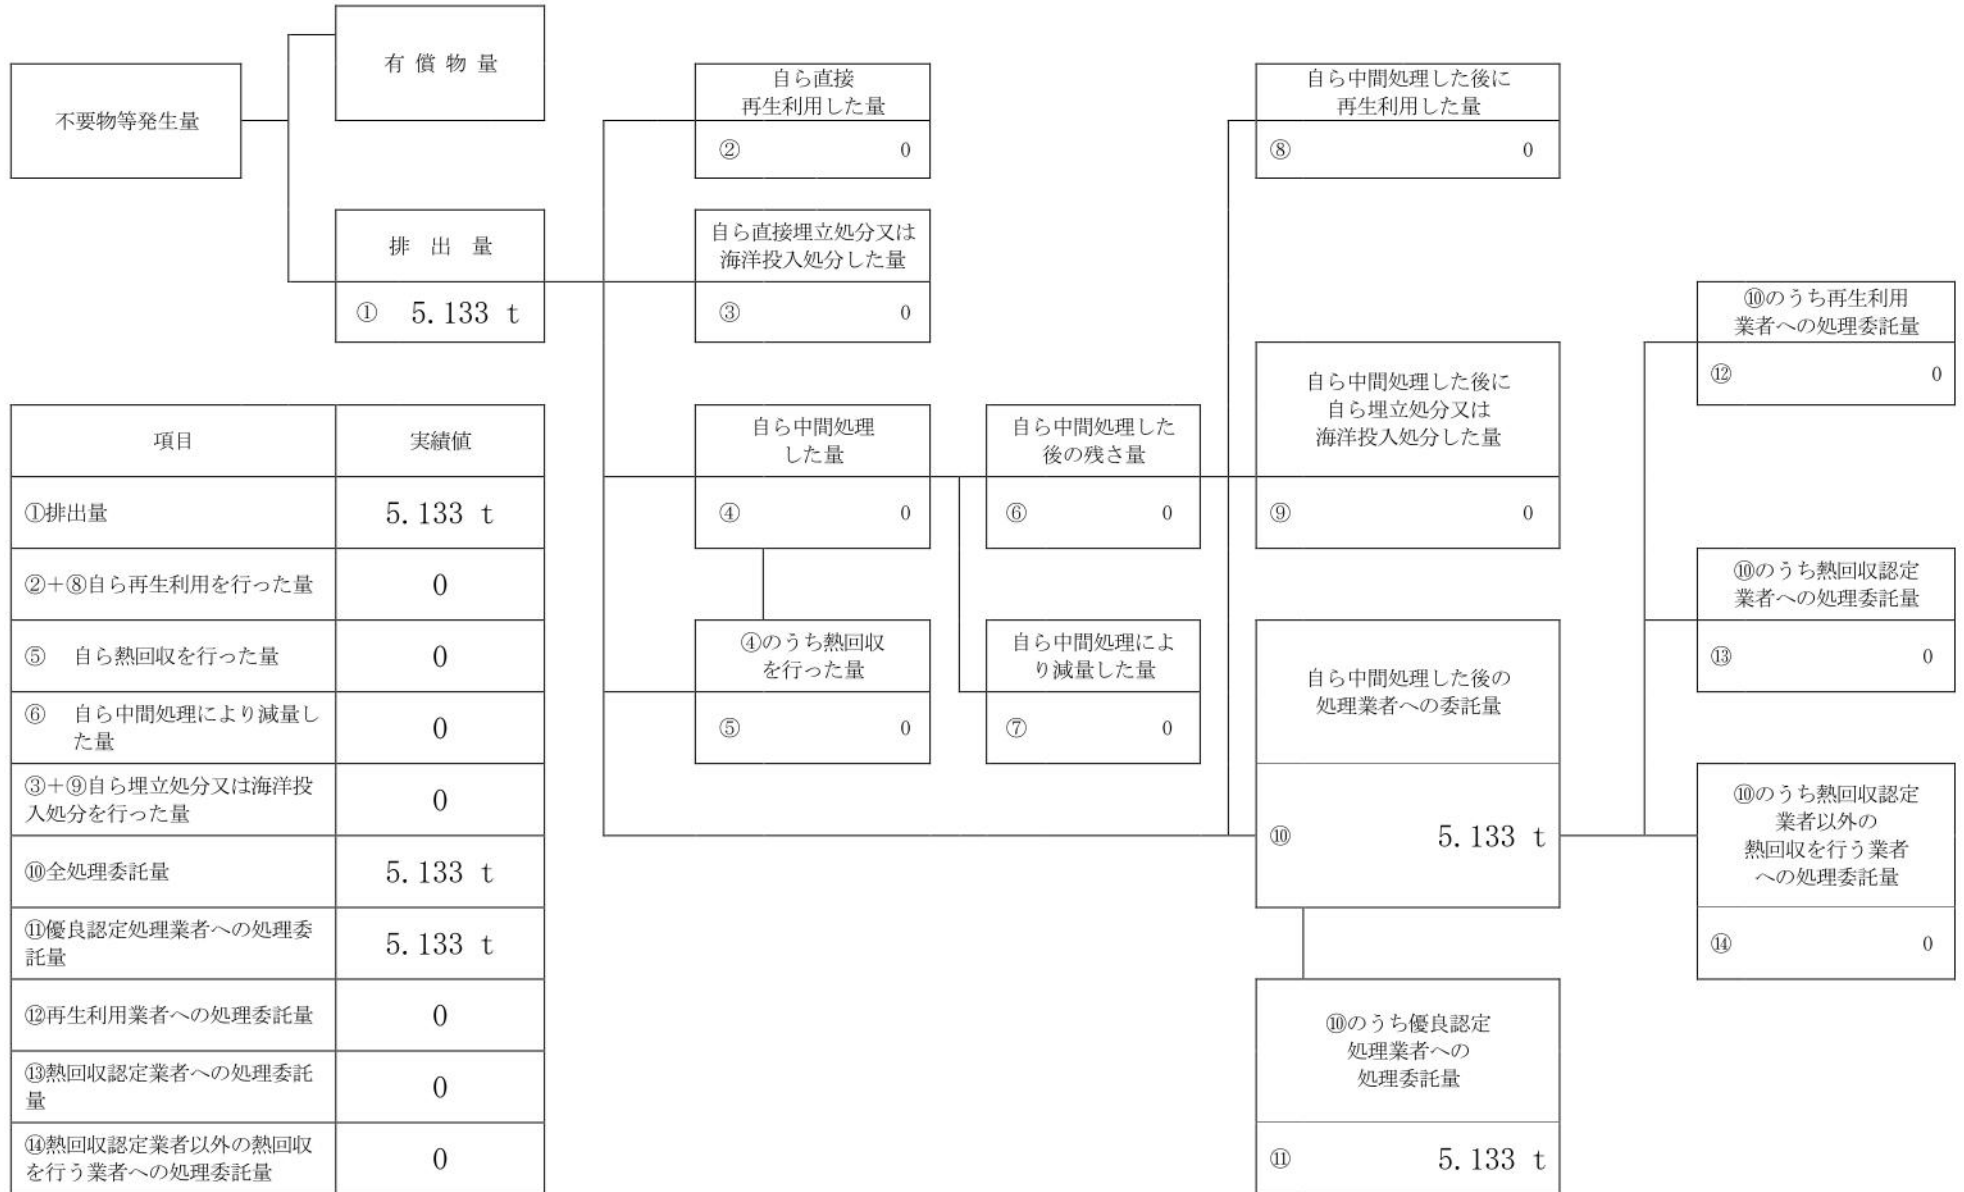 有 償 物 量
不要物等発生量
排 出 量
① 5.133 t
自ら直接
再生利用した量
② 0
自ら直接埋立処分又は
海洋投入処分した量
③ 0
自ら中間処理
した量
④ 0
④のうち熱回収
を行った量
⑤ 0
自ら中間処理した
後の残さ量
⑥ 0
自ら中間処理によ
り減量した量
⑦ 0
自ら中間処理した後に
再生利用した量
⑧ 0
自ら中間処理した後に
自ら埋立処分又は
海洋投入処分した量
⑨ 0
自ら中間処理した後の
処理業者への委託量
⑩ 5.133 t
⑩のうち優良認定
処理業者への
処理委託量
⑪ 5.133 t
⑩のうち再生利用
業者への処理委託量
⑫ 0
⑩のうち熱回収認定
業者への処理委託量
⑬ 0
⑩のうち熱回収認定
業者以外の
熱回収を行う業者
への処理委託量
⑭ 0
項目 実績値
①排出量 5.133 t
②+⑧自ら再生利用を行った量 0
⑤ 自ら熱回収を行った量 0
⑥ 自ら中間処理により減量し
た量 0
③+⑨自ら埋立処分又は海洋投
入処分を行った量 0
⑩全処理委託量 5.133 t
⑪優良認定処理業者への処理委
託量 5.133 t
⑫再生利用業者への処理委託量 0
⑬熱回収認定業者への処理委託
量 0
⑭熱回収認定業者以外の熱回収
を行う業者への処理委託量 0